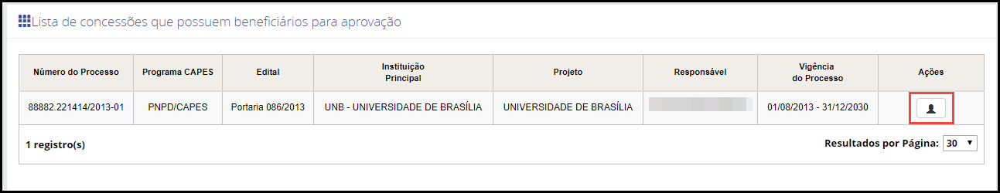 Lista de concessões que possuem beneficiários para aprovação
Número do Processo Programa CAPES Edital Instituição Principal Projeto Responsável Vigência do Processo Ações
88882.221414/2013-01 PNPD/CAPES Portaria 086/2013 UNB - UNIVERSIDADE DE BRASÍLIA UNIVERSIDADE DE BRASÍLIA 01/08/2013 - 31/12/2030
1 registro(s) Resultados por Página: 30